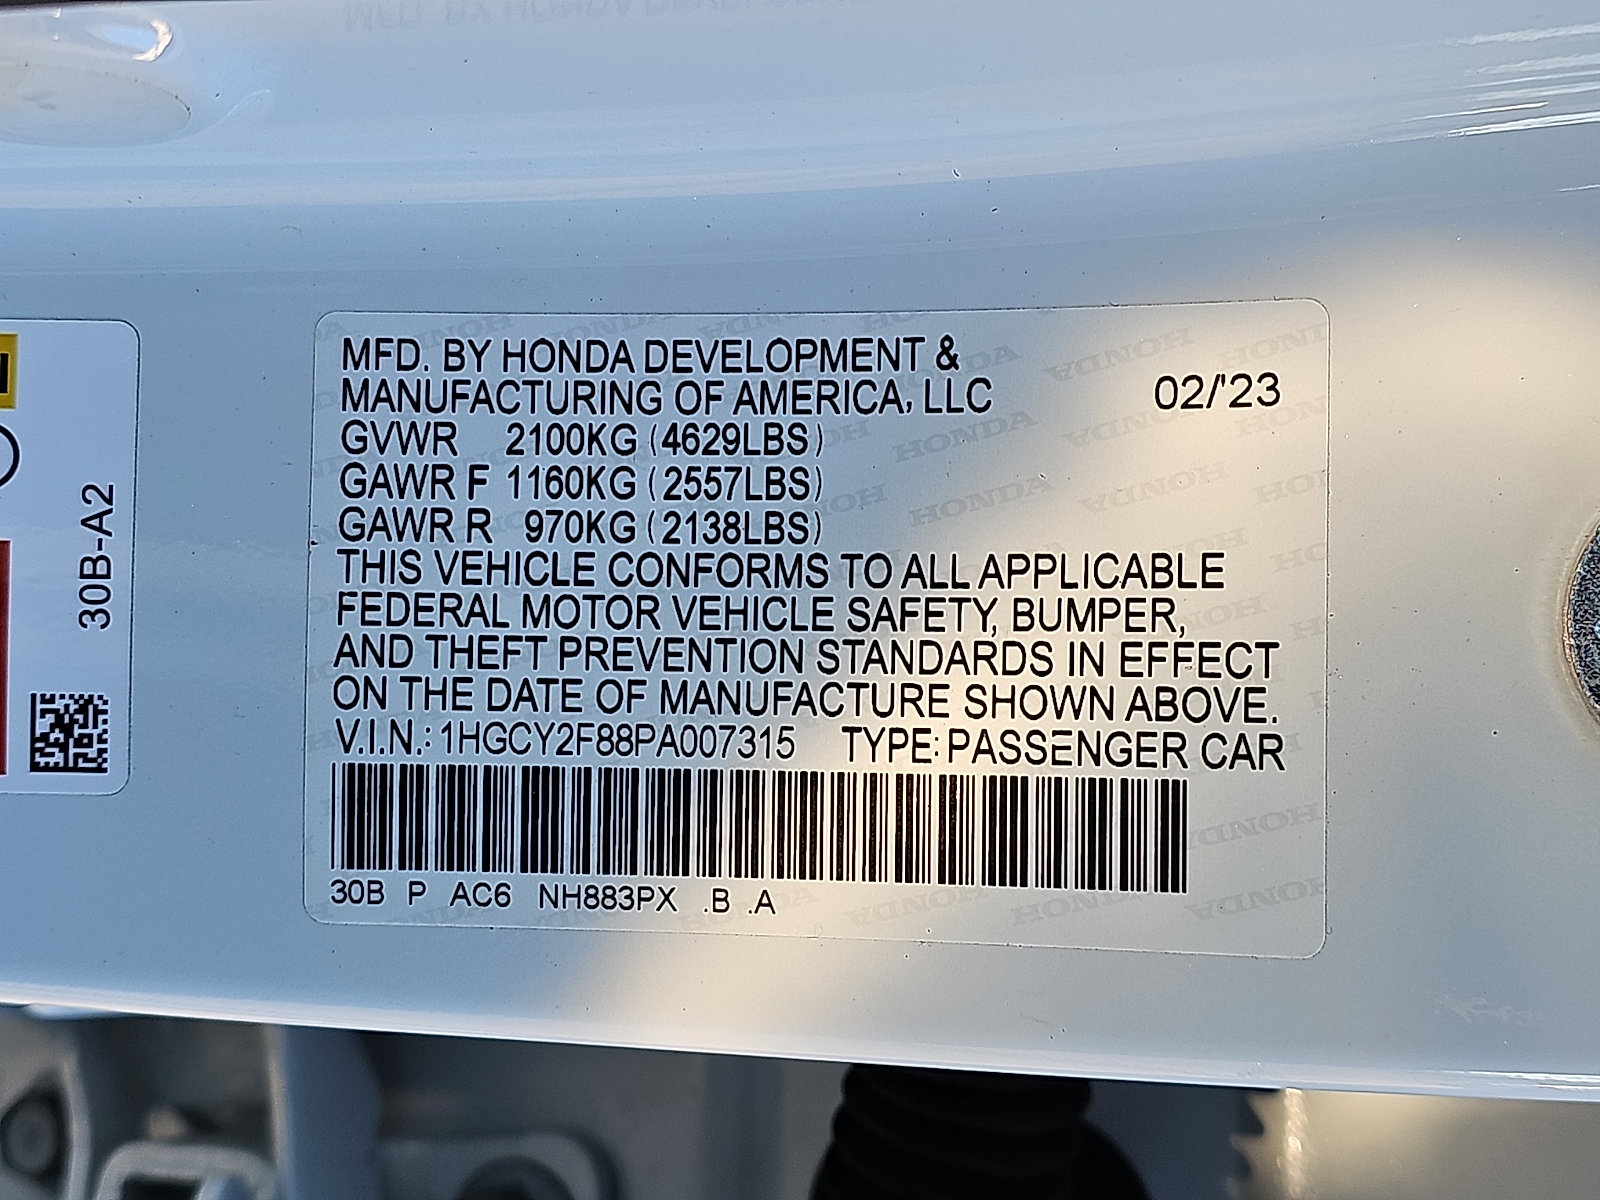 MFD. BY HONDA DEVELOPMENT &
MANUFACTURING OF AMERICA, LLC 02/'23
GVWR 2100KG (4629LBS)
GAWR F 1160KG (2557LBS)
GAWR R 970KG (2138LBS)
THIS VEHICLE CONFORMS TO ALL APPLICABLE
FEDERAL MOTOR VEHICLE SAFETY, BUMPER,
AND THEFT PREVENTION STANDARDS IN EFFECT
ON THE DATE OF MANUFACTURE SHOWN ABOVE.
V.I.N.: 1HGCY2F88PA007315 TYPE: PASSENGER CAR
30B P AC6 NH883PX .B .A
30B-A2